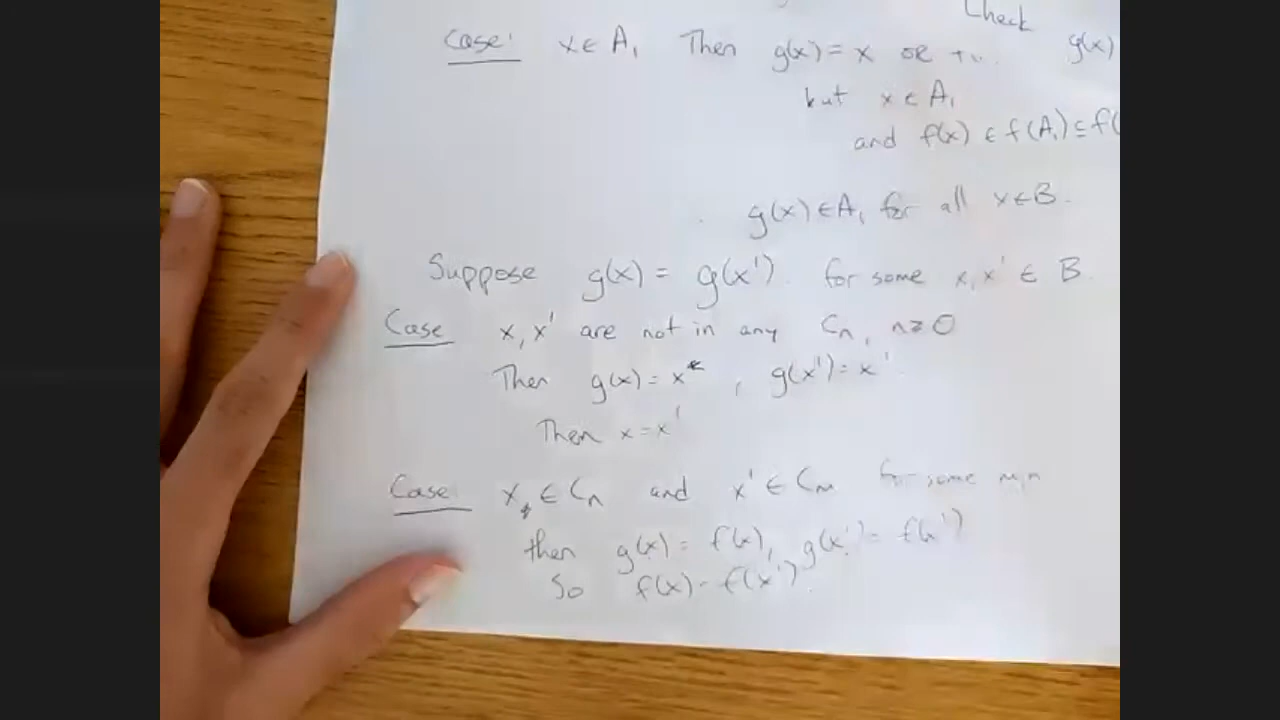 Check
Case: x ∈ A₁ Then g(x) = x or f(x). g(x)
but x ∈ A₁
and f(x) ∈ f(A₁) ⊆ f(
g(x) ∈ A₁ for all x ∈ B.
Suppose g(x) = g(x'). for some x, x' ∈ B.
Case x, x' are not in any Cₙ, n ≥ 0
Then g(x) = x , g(x') = x'
Then x = x'
Case: x ∈ Cₙ and x' ∈ Cₘ for some m, n
then g(x) = f(x), g(x') = f(x')
So f(x) = f(x').